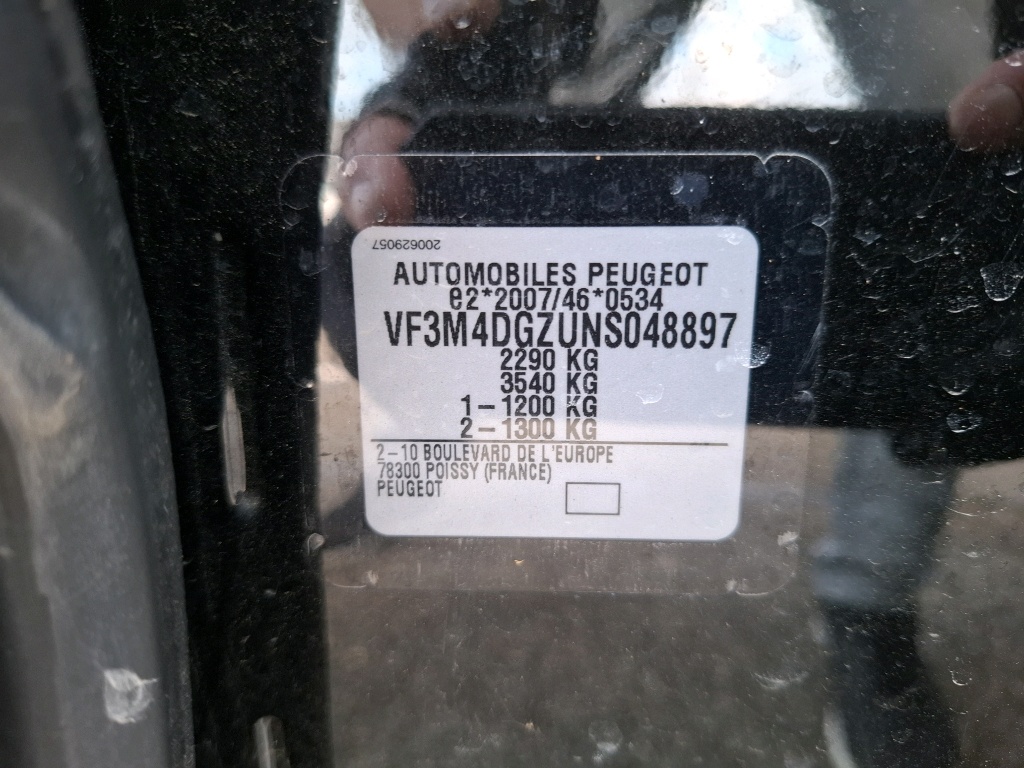 200629057
AUTOMOBILES PEUGEOT
e2*2007/46*0534
VF3M4DGZUNS048897
2290 KG
3540 KG
1-1200 KG
2-1300 KG
2-10 BOULEVARD DE L'EUROPE
78300 POISSY (FRANCE)
PEUGEOT